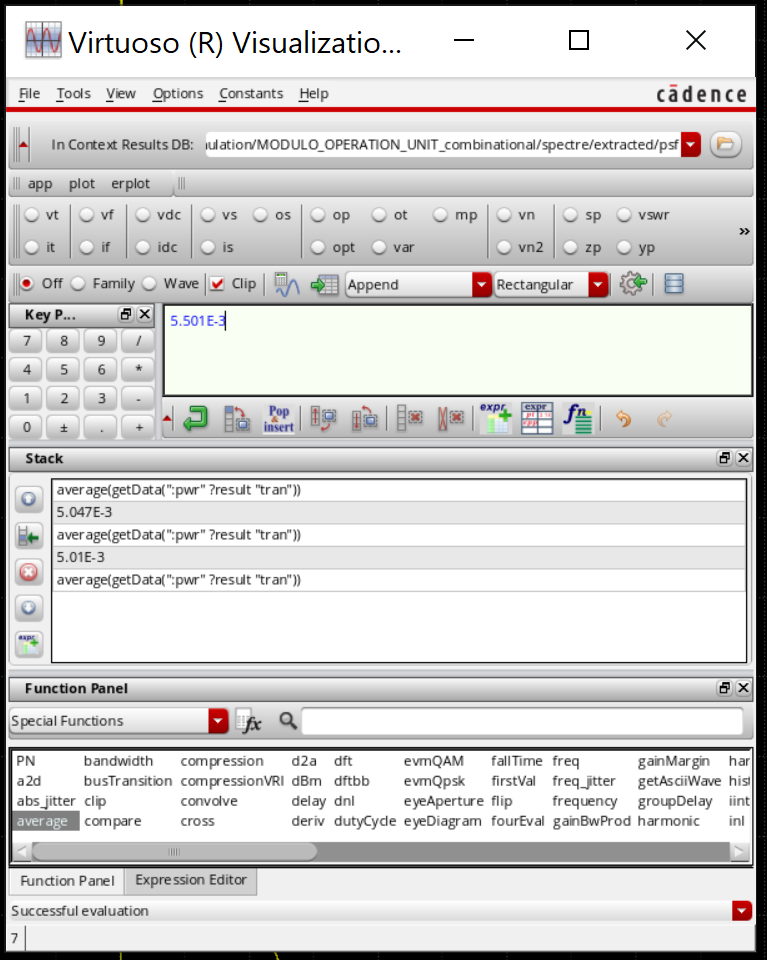 Virtuoso (R) Visualizatio...
File Tools View Options Constants Help cādence
In Context Results DB: ulation/MODULO_OPERATION_UNIT_combinational/spectre/extracted/psf
app plot erplot
vt vf vdc vs os op ot mp vn sp vswr
it if idc is opt var vn2 zp yp »
Off Family Wave Clip Append Rectangular
Key P...
7 8 9 /
4 5 6 *
1 2 3 -
0 ± . +
5.501E-3
Pop & insert expr expr fn
Stack
average(getData(":pwr" ?result "tran"))
5.047E-3
average(getData(":pwr" ?result "tran"))
5.01E-3
average(getData(":pwr" ?result "tran"))
expr
Function Panel
Special Functions fx
PN bandwidth compression d2a dft evmQAM fallTime freq gainMargin har
a2d busTransition compressionVRI dBm dftbb evmQpsk firstVal freq_jitter getAsciiWave hist
abs_jitter clip convolve delay dnl eyeAperture flip frequency groupDelay iint
average compare cross deriv dutyCycle eyeDiagram fourEval gainBwProd harmonic inl
Function Panel Expression Editor
Successful evaluation
7